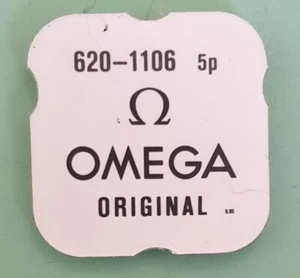 620-1106 5p
Ω
OMEGA
ORIGINAL